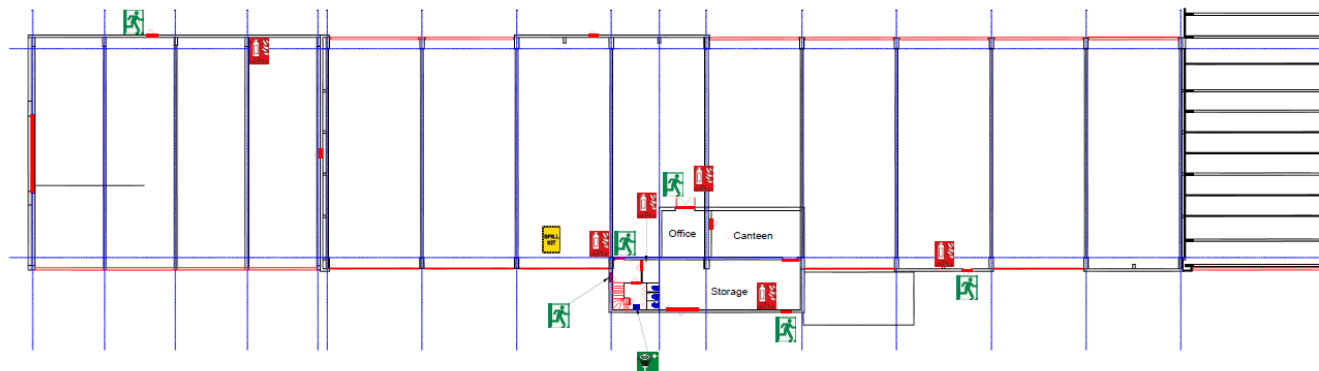 Office
Canteen
SPILL
KIT
Storage